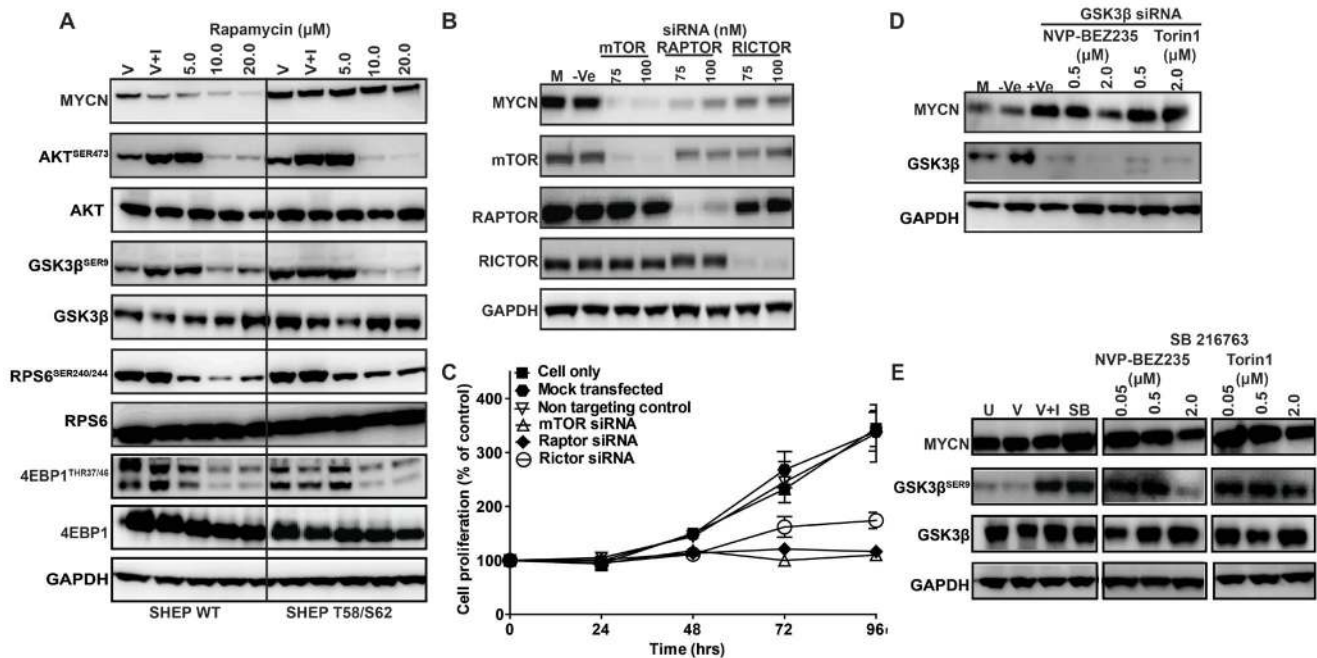 A
Rapamycin (µM)
V V+I 5.0 10.0 20.0 V V+I 5.0 10.0 20.0
MYCN
AKT^SER473
AKT
GSK3β^SER9
GSK3β
RPS6^SER240/244
RPS6
4EBP1^THR37/46
4EBP1
GAPDH
SHEP WT SHEP T58/S62
B
siRNA (nM)
mTOR RAPTOR RICTOR
M -Ve 75 100 75 100 75 100
MYCN
mTOR
RAPTOR
RICTOR
GAPDH
C
Cell only
Mock transfected
Non targeting control
mTOR siRNA
Raptor siRNA
Rictor siRNA
Cell proliferation (% of control)
400
300
200
100
0
0 24 48 72 96
Time (hrs)
D
GSK3β siRNA
NVP-BEZ235 Torin1
(µM) (µM)
M -Ve +Ve 0.5 2.0 0.5 2.0
MYCN
GSK3β
GAPDH
E
SB 216763
NVP-BEZ235 Torin1
(µM) (µM)
U V V+I SB 0.05 0.5 2.0 0.05 0.5 2.0
MYCN
GSK3β^SER9
GSK3β
GAPDH